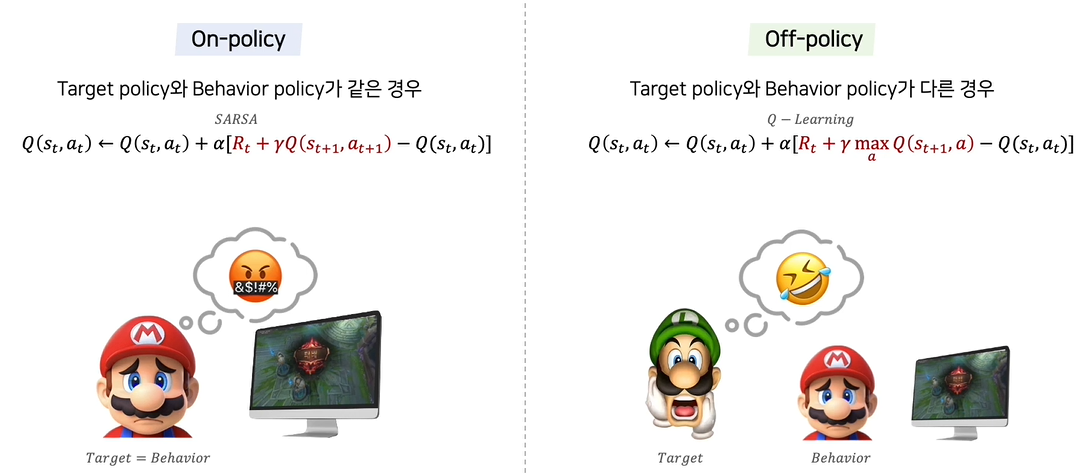 On-policy
Target policy와 Behavior policy가 같은 경우
SARSA
Q(s_t, a_t) ← Q(s_t, a_t) + α[R_t + γQ(s_{t+1}, a_{t+1}) − Q(s_t, a_t)]
&$!#%
M
Target = Behavior
Off-policy
Target policy와 Behavior policy가 다른 경우
Q − Learning
Q(s_t, a_t) ← Q(s_t, a_t) + α[R_t + γ max_a Q(s_{t+1}, a) − Q(s_t, a_t)]
L
M
Target
Behavior